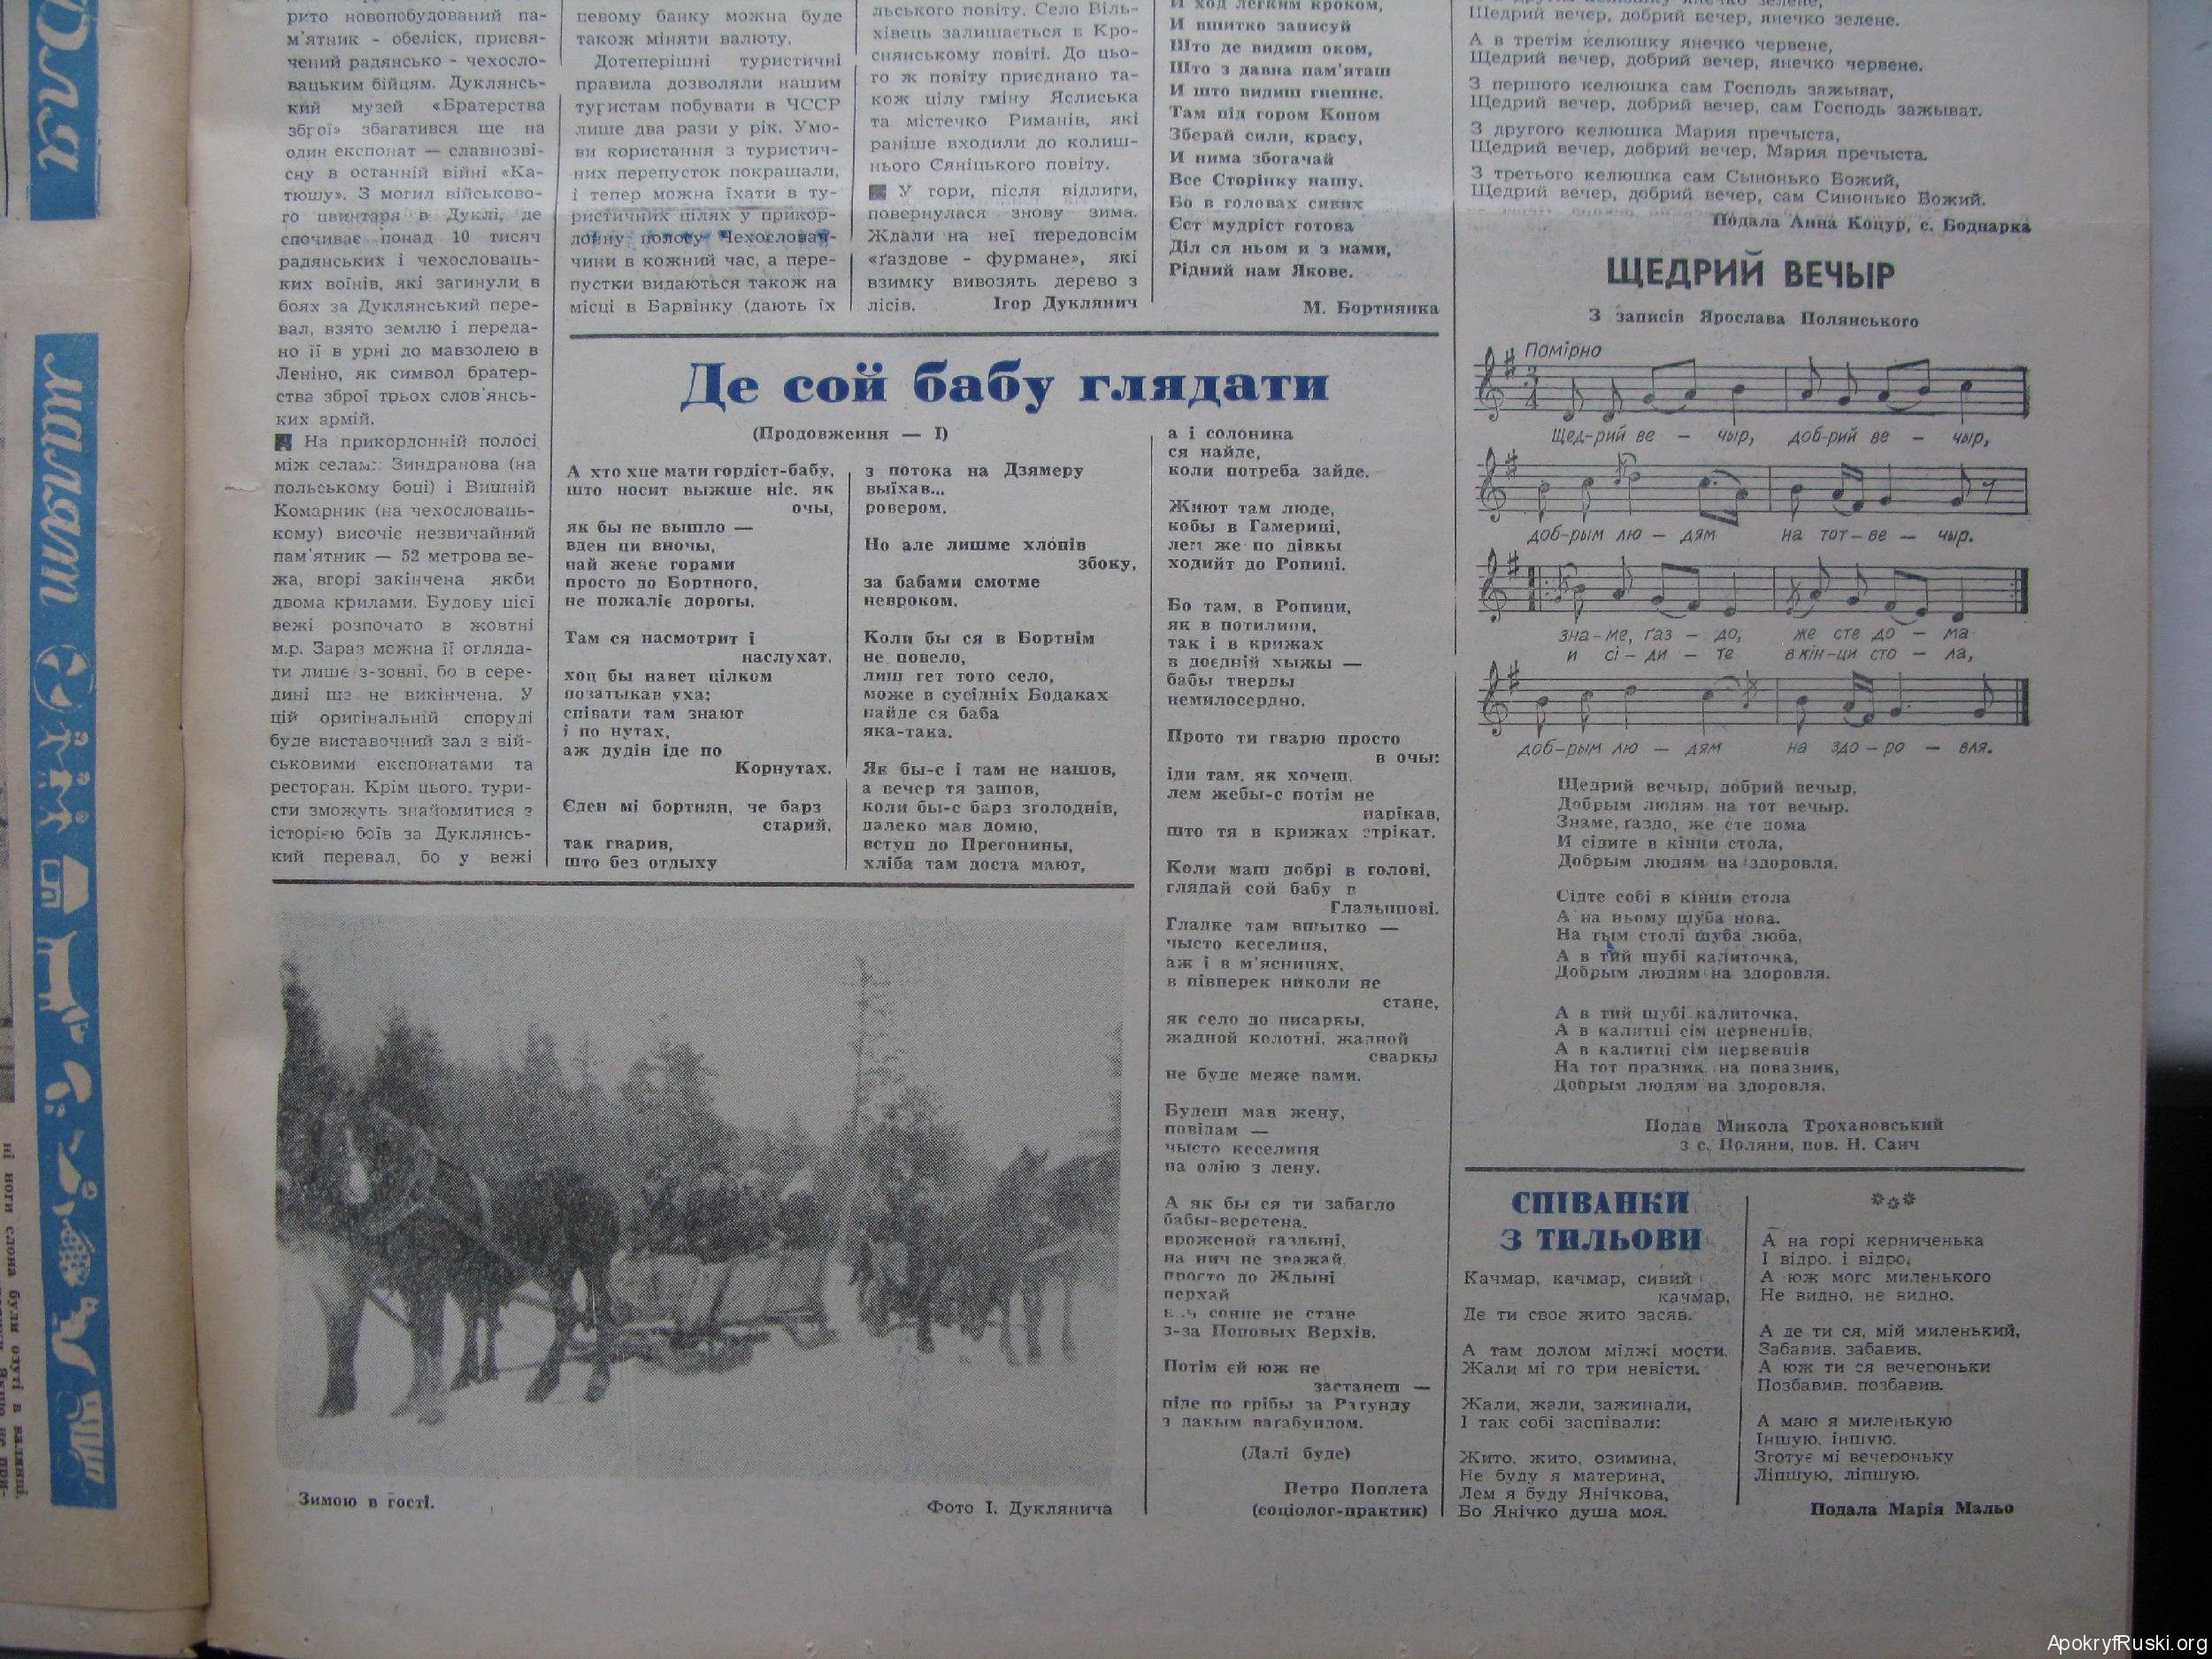 рито новопобудований па-
м'ятник - обеліск, присвя-
чений радянсько - чехосло-
вацьким бійцям. Дуклянсь-
кий музей «Братерства
зброї» збагатився ще на
один експонат — славнозві-
сну в останній війні «Ка-
тюшу». З могил військово-
го цвинтаря в Дуклі, де
спочиває понад 10 тисяч
радянських і чехословаць-
ких воїнів, які загинули в
боях за Дуклянський пере-
вал, взято землю і переда-
но її в урні до мавзолею в
Леніно, як символ братер-
ства зброї трьох слов'янсь-
ких армій.
На прикордонній полосі
між селами: Зиндранова (на
польському боці) і Вишній
Комарник (на чехословаць-
кому) височіє незвичайний
пам'ятник — 52 метрова ве-
жа, вгорі закінчена якби
двома крилами. Будову цієї
вежі розпочато в жовтні
м.р. Зараз можна її огляда-
ти лише з-зовні, бо в сере-
дині ще не викінчена. У
цій оригінальній споруді
буде виставочний зал з вій-
ськовими експонатами та
ресторан. Крім цього, тури-
сти зможуть знайомитися з
історією боїв за Дуклянсь-
кий перевал, бо у вежі
цевому банку можна буде
також міняти валюту.
Дотеперішні туристичні
правила дозволяли нашим
туристам побувати в ЧССР
лише два рази у рік. Умо-
ви користання з туристич-
них перепусток покращали,
і тепер можна їхати в ту-
ристичних цілях у прикор-
донну полосу Чехословач-
чини в кожний час, а пере-
пустки видаються також на
місці в Барвінку (дають їх
льського повіту. Село Віль-
хівець залишається в Кро-
снянському повіті. До цьо-
го ж повіту приєднано та-
кож цілу гміну Яслиська
та містечко Риманів, які
раніше входили до колиш-
нього Сяніцького повіту.
У гори, після відлиги,
повернулася знову зима.
Ждали на неї передовсім
«ґаздове - фурмане», які
взимку вивозять дерево з
лісів.
Ігор Дуклянич
И ход легким кроком,
И вшитко записуй
Што де видиш оком,
Што з давна пам'яташ
И што видиш гнешне.
Там під гором Копом
Зберай сили, красу,
И нима збогачай
Все Сторінку нашу.
Бо в головах сивих
Єст мудріст готова
Діл ся ньом и з нами,
Рідний нам Якове.
М. Бортнянка
Щедрий вечер, добрий вечер, янечко зелене.
А в третім келюшку янечко червене,
Щедрий вечер, добрий вечер, янечко червене.
З першого келюшка сам Господь зажыват,
Щедрий вечер, добрий вечер, сам Господь зажыват.
З другого келюшка Мария пречыста,
Щедрий вечер, добрий вечер, Мария пречыста.
З третього келюшка сам Сынонько Божий,
Щедрий вечер, добрий вечер, сам Синонько Божий.
Подала Анна Коцур, с. Боднарка
Де сой бабу глядати
(Продовження — I)
А хто хце мати гордіст-бабу,
што носит выжше ніс, як
очы,
як бы не вышло —
вден ци вночы,
най жене горами
просто до Бортного,
не пожаліє дорогы.
Там ся насмотрит і
наслухат,
хоц бы навет цілком
позатыкав уха;
співати там знают
і по нутах,
аж дудін іде по
Корнутах.
Єден мі бортнян, че барз
старий,
так гварив,
што без отдыху
з потока на Дзямеру
выїхав...
ровером.
Но але лишме хлопів
збоку,
за бабами смотме
невроком.
Коли бы ся в Бортнім
не повело,
лиш гет тото село,
може в сусідніх Бодаках
найде ся баба
яка-така.
Як бы-с і там не нашов,
а вечер тя зашов,
коли бы-с барз зголоднів,
далеко мав домю,
вступ до Прегонины,
хліба там доста мают,
а і солонина
ся найде,
коли потреба зайде.
Жиют там люде,
кобы в Гамериці,
лем же по дівкы
ходийт до Ропиці.
Бо там, в Ропици,
як в потилици,
так і в крижах
в доєдній хыжы —
бабы тверды
немилосердно.
Прото ти гварю просто
в очы:
іди там, як хочеш,
лем жебы-с потім не
нарікав,
што тя в крижах стрікат.
Коли маш добрі в голові,
глядай сой бабу в
Гладышові.
Гладке там вшытко —
чысто кеселиця,
аж і в м'ясницях,
в півперек николи не
стане,
як село до писаркы,
жадной колотні, жадной
сваркы
не буде меже вами.
Будеш мав жену,
повідам —
чысто кеселиця
на олію з лену.
А як бы ся ти забагло
бабы-веретена,
вроженой газдыні,
на нич не зважай,
просто до Ждыні
перхай
сонце не стане
з-за Поповых Верхів.
Потім єй юж не
застанеш —
піде по грібы за Ратунду
з дакым ваґабундом.
(Далі буде)
Петро Поплета
(соціолог-практик)
Зимою в гості.
Фото І. Дуклянича
ЩЕДРИЙ ВЕЧЫР
З записів Ярослава Полянського
Помірно
Щед-рий ве - чыр, доб-рий ве - чыр,
доб-рым лю - дям на тот-ве - чыр.
зна-ме, ґаз - до, же сте до - ма
и сі-ди - те в кін-ци сто - ла,
доб-рым лю - дям на здо-ро - вля.
Щедрий вечыр, добрий вечыр,
Добрым людям на тот вечыр.
Знаме, ґаздо, же сте дома
И сідите в кінци стола,
Добрым людям на здоровля.
Сідте собі в кінци стола
А на ньому шуба нова.
На тым столі шуба люба,
А в тий шубі калиточка,
Добрым людям на здоровля.
А в тий шубі калиточка,
А в калитці сім червенців,
А в калитці сім червенців
На тот празник, на повазник,
Добрым людям на здоровля.
Подав Микола Трохановський
з с. Поляни, пов. Н. Санч
СПІВАНКИ
З ТИЛЬОВИ
Качмар, качмар, сивий
качмар,
Де ти своє жито засяв.
А там долом міджі мости,
Жали мі го три невісти.
Жали, жали, зажинали,
І так собі заспівали:
Жито, жито, озимина,
Не буду я материна,
Лем я буду Янічкова,
Бо Янічко душа моя.
А на горі керниченька
І відро, і відро,
А юж мого миленького
Не видно, не видно.
А де ти ся, мій миленький,
Забавив, забавив,
А юж ти ся вечероньки
Позбавив, позбавив.
А маю я миленькую
Іншую, іншую,
Зготує мі вечероньку
Ліпшую, ліпшую.
Подала Марія Мальо
ApokryfRuski.org